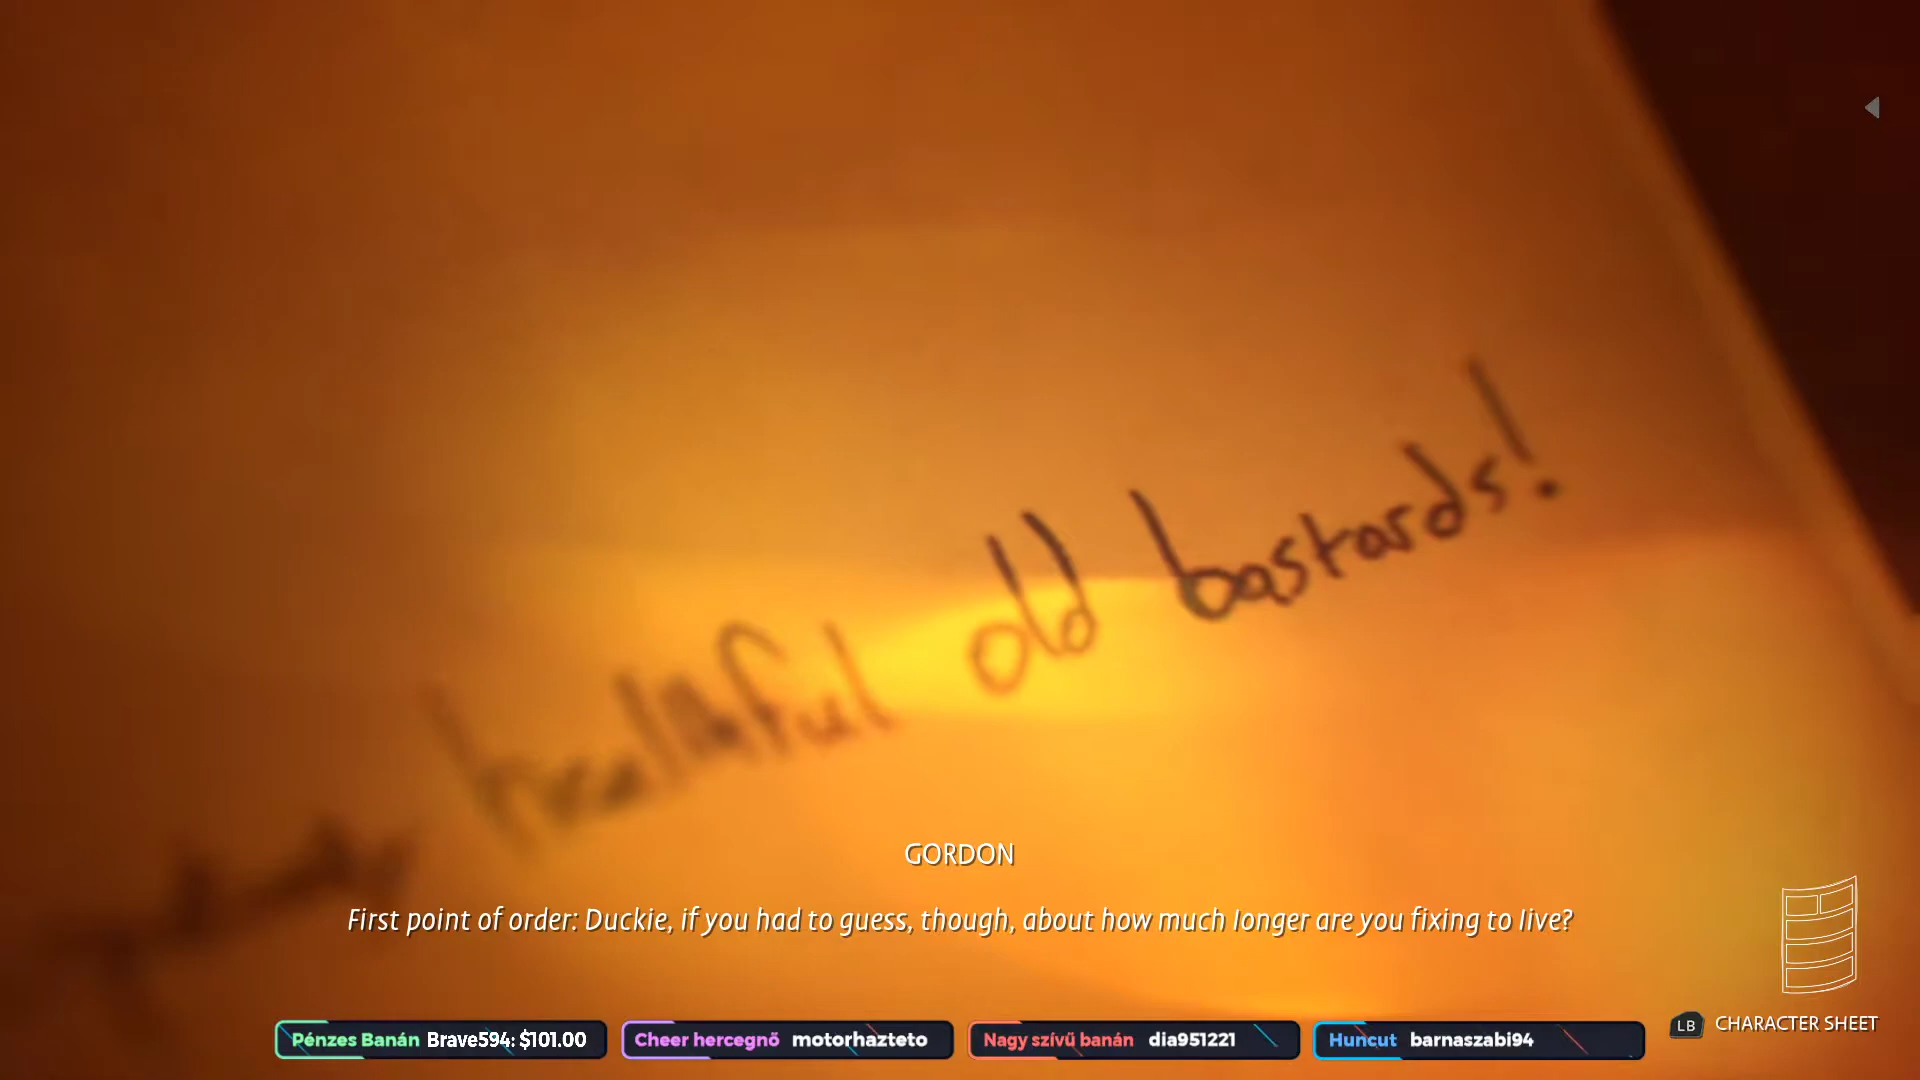 healthful old bastards!
GORDON
First point of order: Duckie, if you had to guess, though, about how much longer are you fixing to live?
LB CHARACTER SHEET
Pénzes Banán Brave594: $101.00
Cheer hercegnő motorhazteto
Nagy szívű banán dia951221
Huncut barnaszabi94